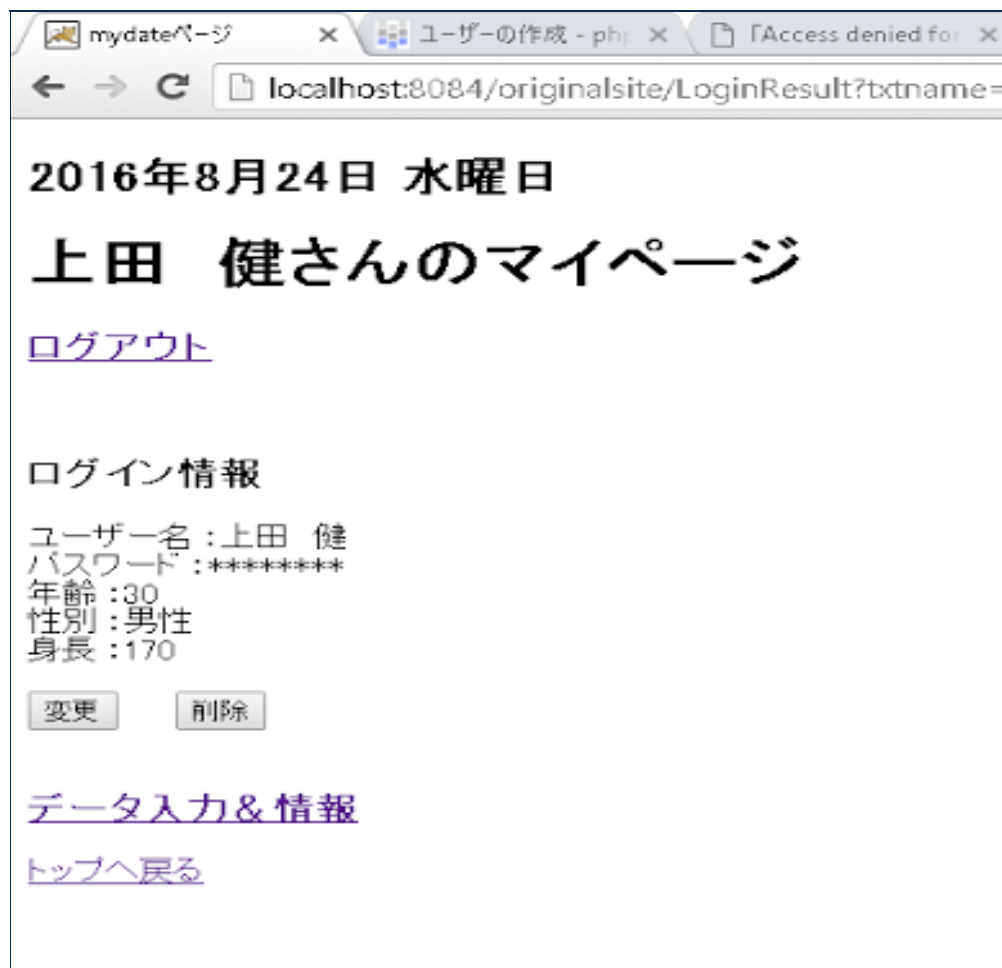 mydateページ ユーザーの作成 - php 「Access denied for
localhost:8084/originalsite/LoginResult?txtname=
2016年8月24日 水曜日
上田　健さんのマイページ
ログアウト
ログイン情報
ユーザー名：上田　健
パスワード：********
年齢：30
性別：男性
身長：170
変更 削除
データ入力＆情報
トップへ戻る